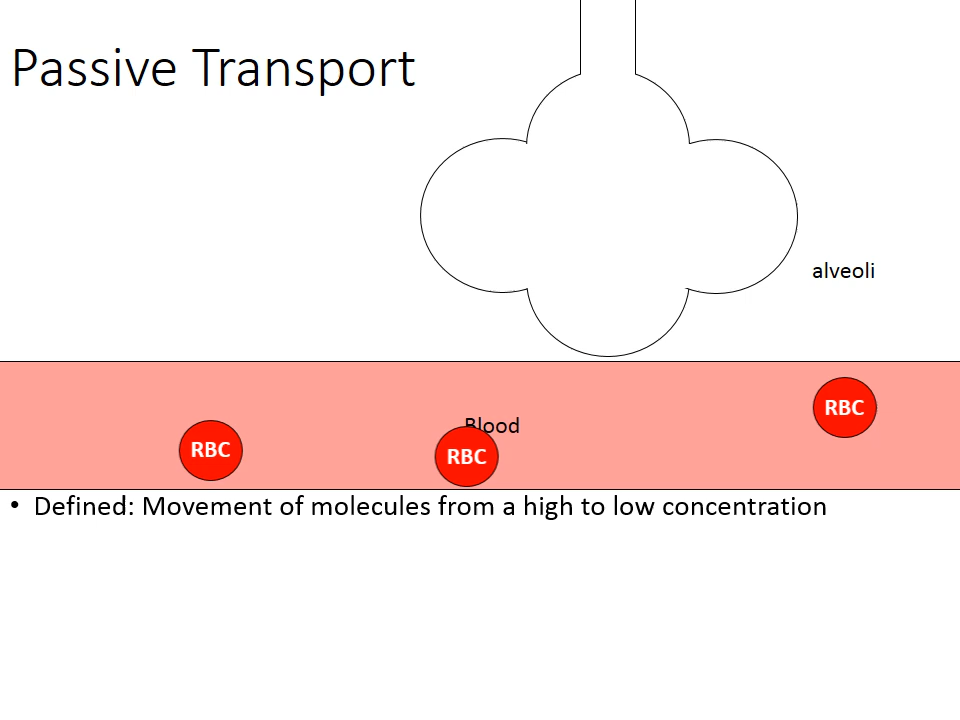 Passive Transport
alveoli
Blood
RBC
RBC
RBC
• Defined: Movement of molecules from a high to low concentration